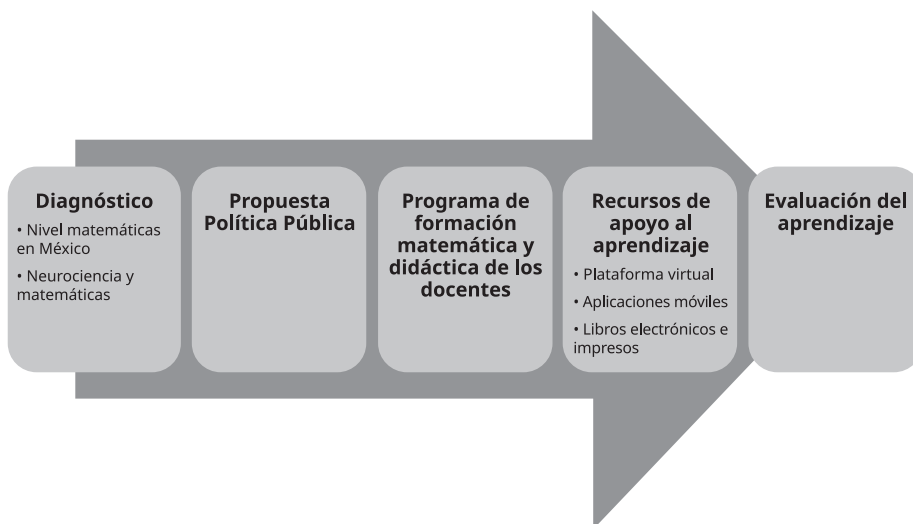 Diagnóstico
• Nivel matemáticas
en México
• Neurociencia y
matemáticas
Propuesta
Política Pública
Programa de
formación
matemática y
didáctica de los
docentes
Recursos de
apoyo al
aprendizaje
• Plataforma virtual
• Aplicaciones móviles
• Libros electrónicos e
impresos
Evaluación del
aprendizaje